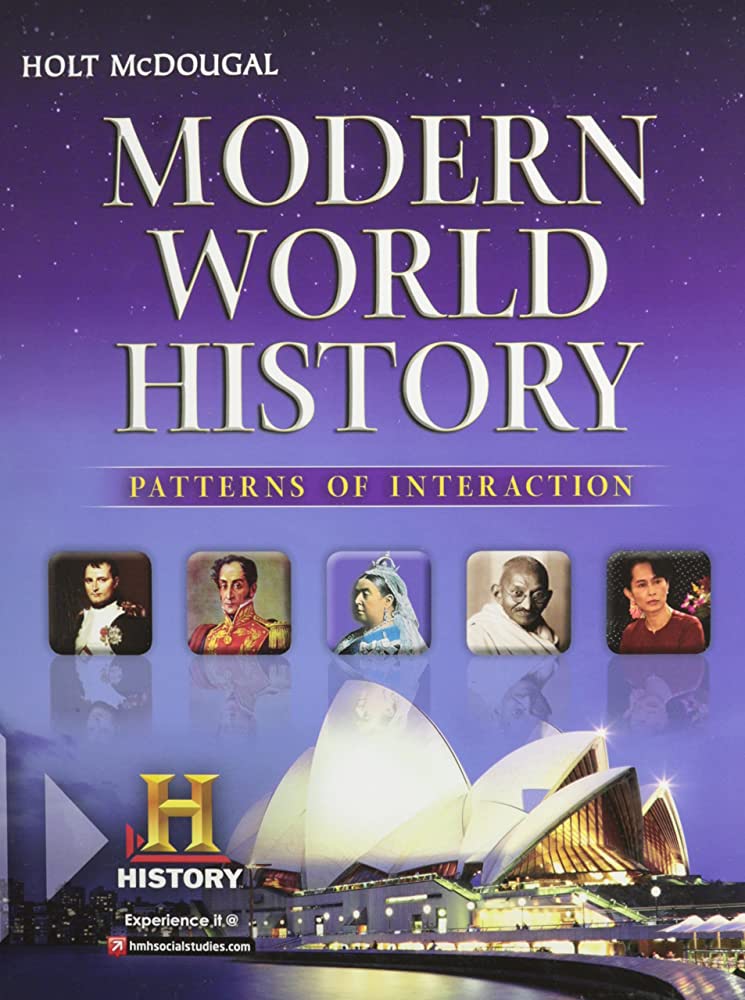 HOLT McDOUGAL
MODERN
WORLD
HISTORY
PATTERNS OF INTERACTION
H
HISTORY
Experience it@
hmhsocialstudies.com